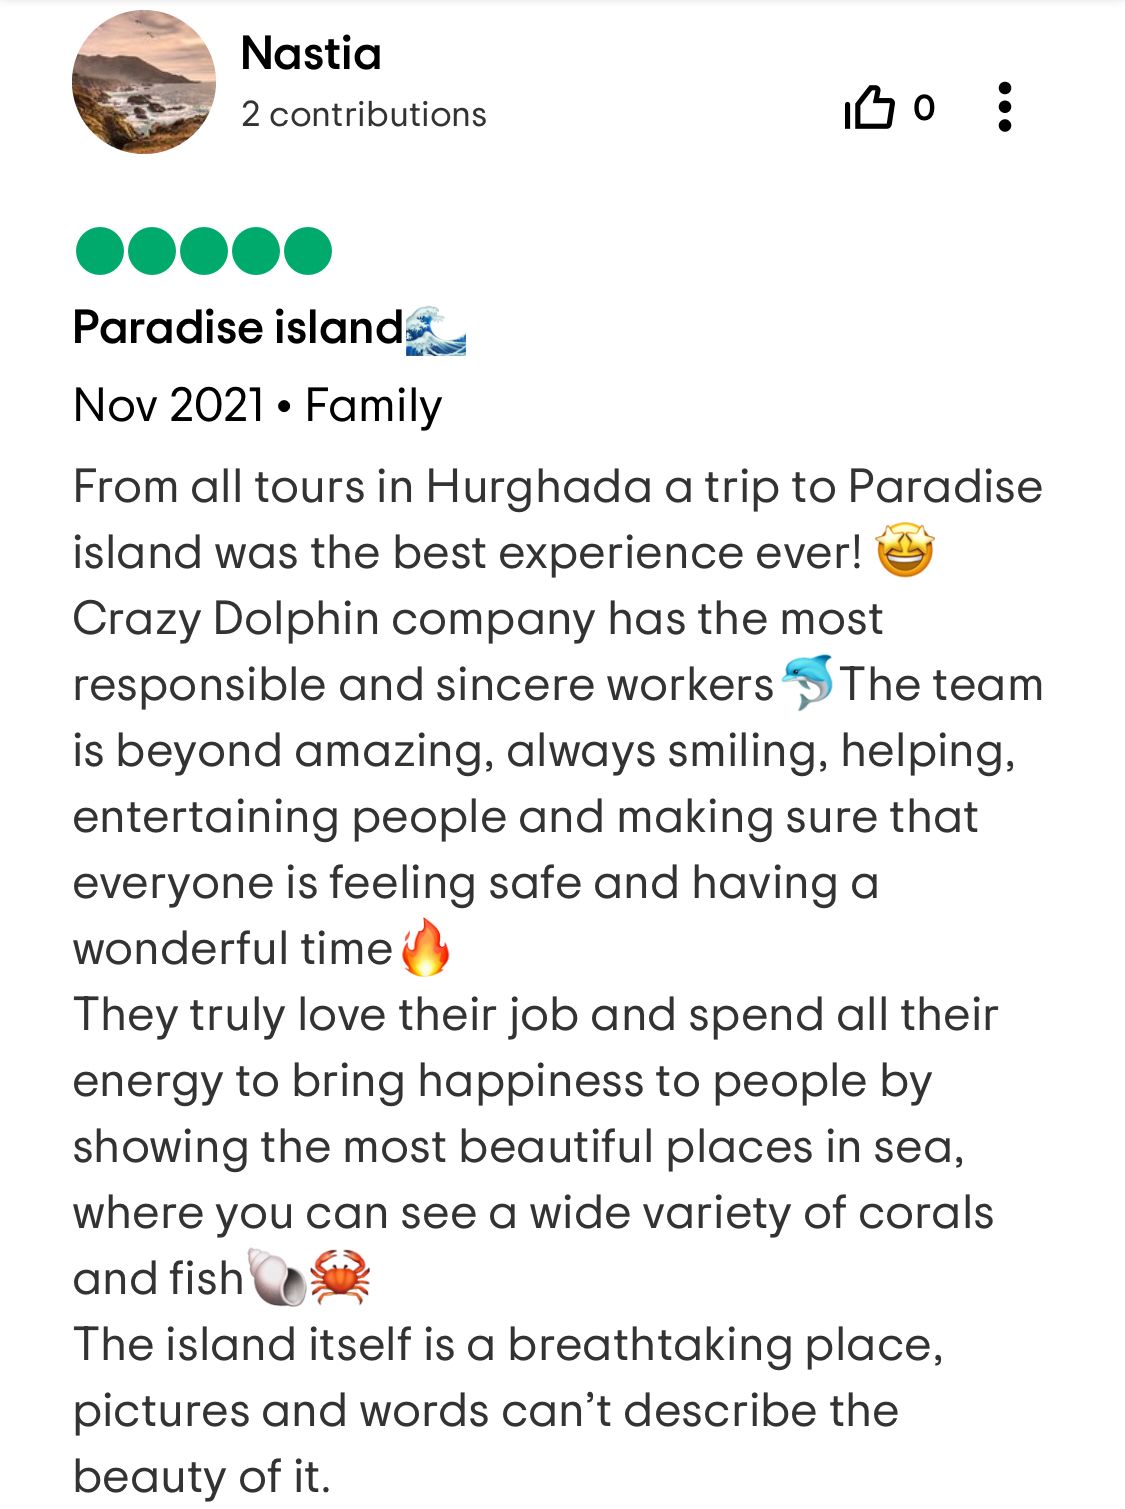 Nastia
2 contributions
0
Paradise island🌊
Nov 2021 • Family
From all tours in Hurghada a trip to Paradise
island was the best experience ever! 🤩
Crazy Dolphin company has the most
responsible and sincere workers🐬The team
is beyond amazing, always smiling, helping,
entertaining people and making sure that
everyone is feeling safe and having a
wonderful time🔥
They truly love their job and spend all their
energy to bring happiness to people by
showing the most beautiful places in sea,
where you can see a wide variety of corals
and fish🐚🦀
The island itself is a breathtaking place,
pictures and words can’t describe the
beauty of it.